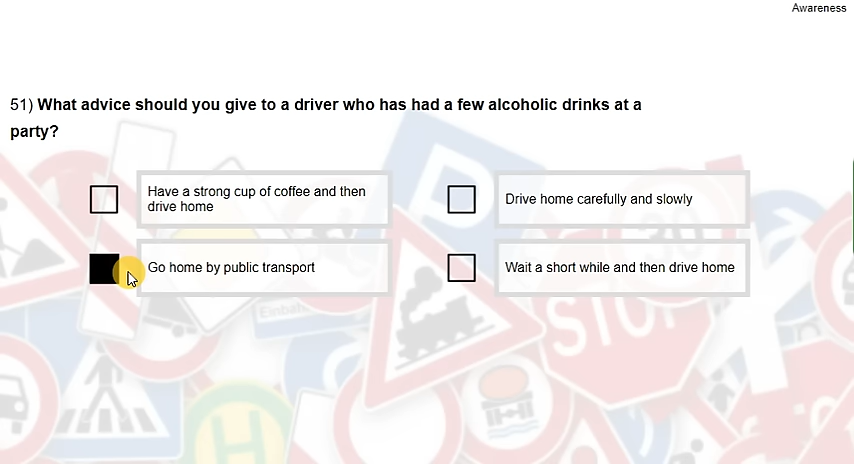 Awareness
51) What advice should you give to a driver who has had a few alcoholic drinks at a
party?
Have a strong cup of coffee and then
drive home
Drive home carefully and slowly
Go home by public transport
Wait a short while and then drive home
P
30
STOP
Einbahn
H